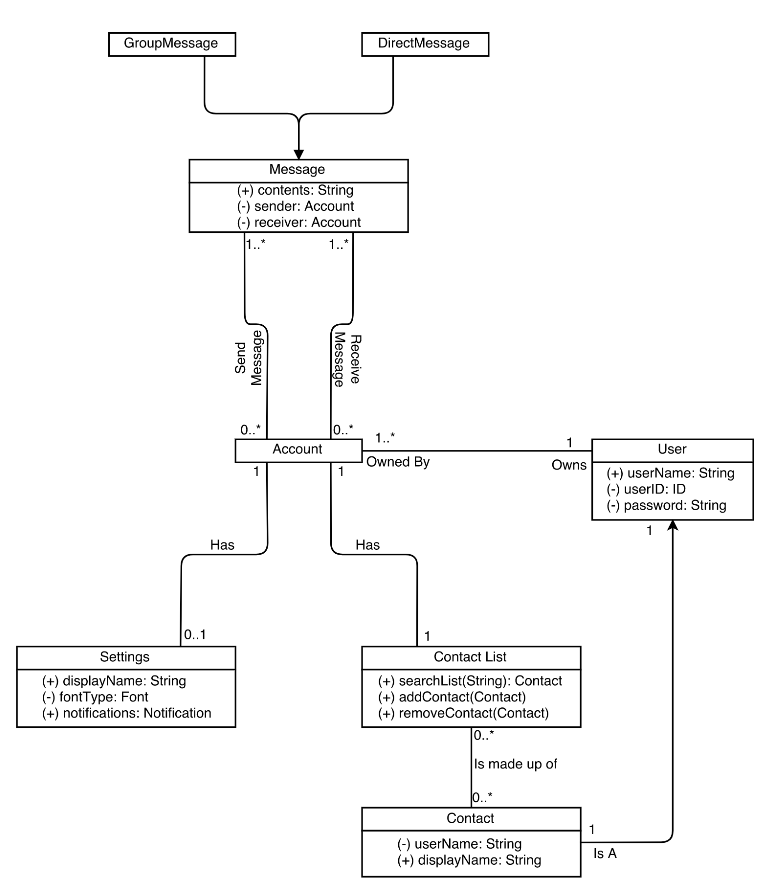 GroupMessage
DirectMessage
Message
(+) contents: String
(-) sender: Account
(-) receiver: Account
1..*
1..*
Send
Message
Receive
Message
0..*
0..*
Account
1..*
Owned By
1
Owns
User
(+) userName: String
(-) userID: ID
(-) password: String
1
1
1
Has
Has
0..1
1
Settings
(+) displayName: String
(-) fontType: Font
(+) notifications: Notification
Contact List
(+) searchList(String): Contact
(+) addContact(Contact)
(+) removeContact(Contact)
0..*
Is made up of
0..*
Contact
(-) userName: String
(+) displayName: String
1
Is A